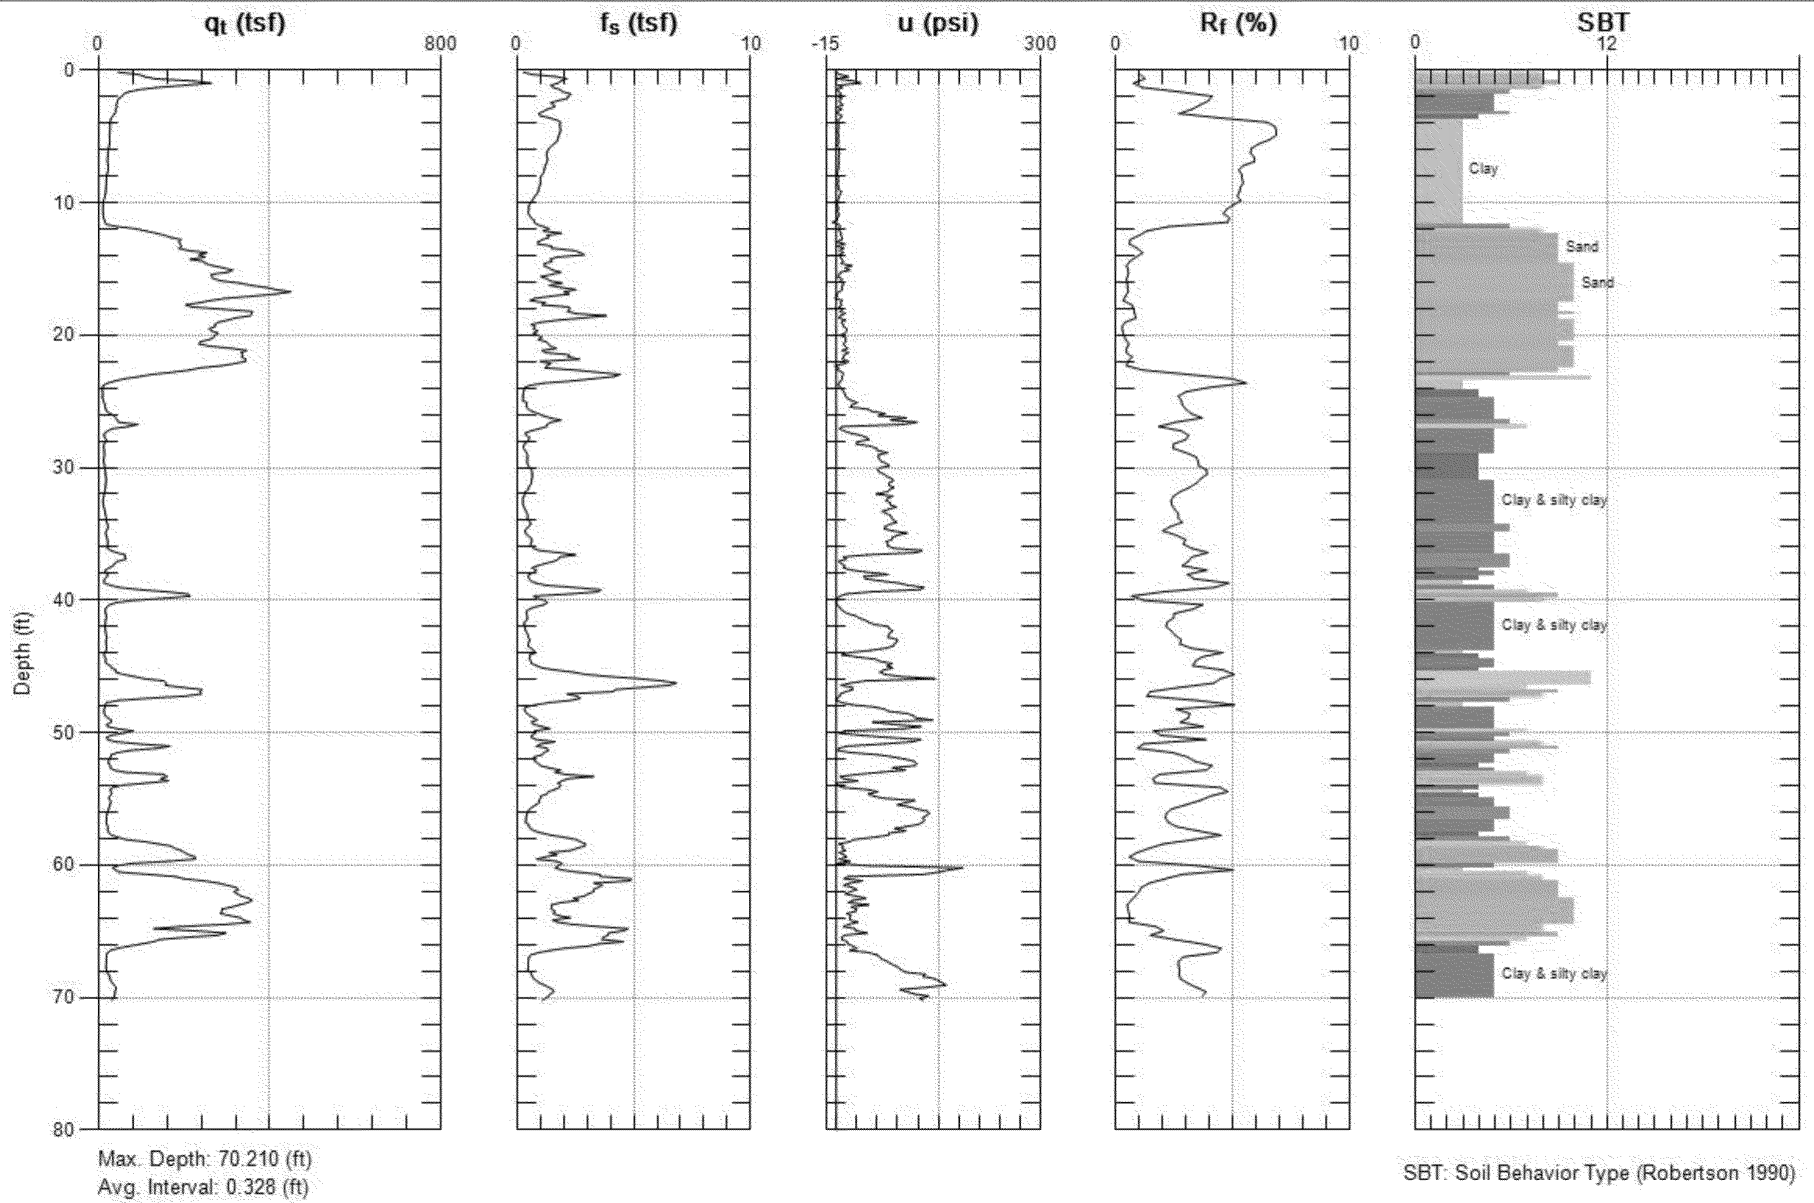 qt (tsf) fs (tsf) u (psi) Rf (%) SBT
0 800 0 10 -15 300 0 10 0 12
0
10
Clay
Sand
Sand
20
30
Clay & silty clay
40
Clay & silty clay
Depth (ft)
50
60
Clay & silty clay
70
80
Max. Depth: 70.210 (ft)
Avg. Interval: 0.328 (ft)
SBT: Soil Behavior Type (Robertson 1990)